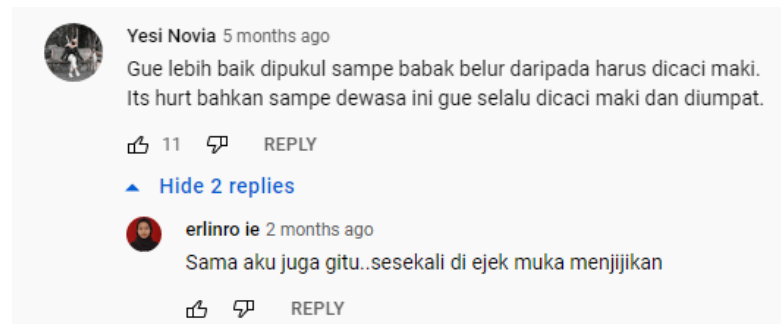 Yesi Novia 5 months ago
Gue lebih baik dipukul sampe babak belur daripada harus dicaci maki.
Its hurt bahkan sampe dewasa ini gue selalu dicaci maki dan diumpat.
11 REPLY
Hide 2 replies
erlinro ie 2 months ago
Sama aku juga gitu..sesekali di ejek muka menjijikan
REPLY